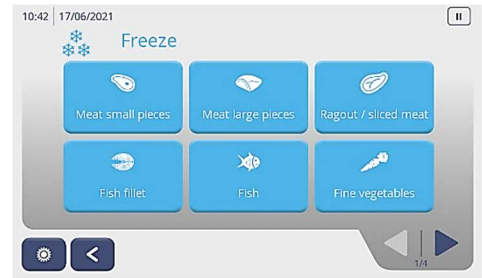 10:42 17/06/2021
Freeze
Meat small pieces
Meat large pieces
Ragout / sliced meat
Fish fillet
Fish
Fine vegetables
1/4